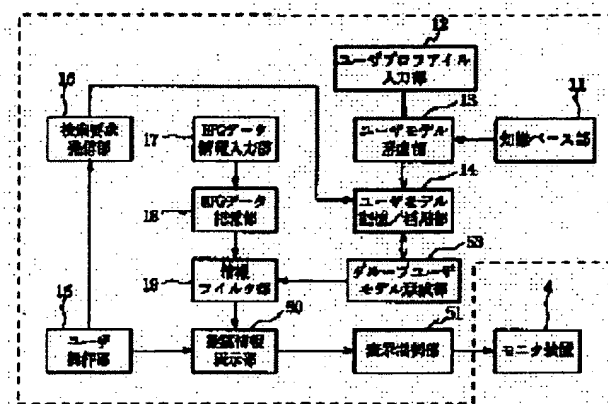 12
ユーザプロファイル
入力部
16
検索要求
発信部
17
EPGデータ
情報入力部
13
ユーザモデル
形成部
11
知識ベース部
18
EPGデータ
記憶部
14
ユーザモデル
記憶/活用部
19
情報
フィルタ部
53
グループユーザ
モデル形成部
15
ユーザ
操作部
50
提示部
51
表示制御部
4
モニタ装置